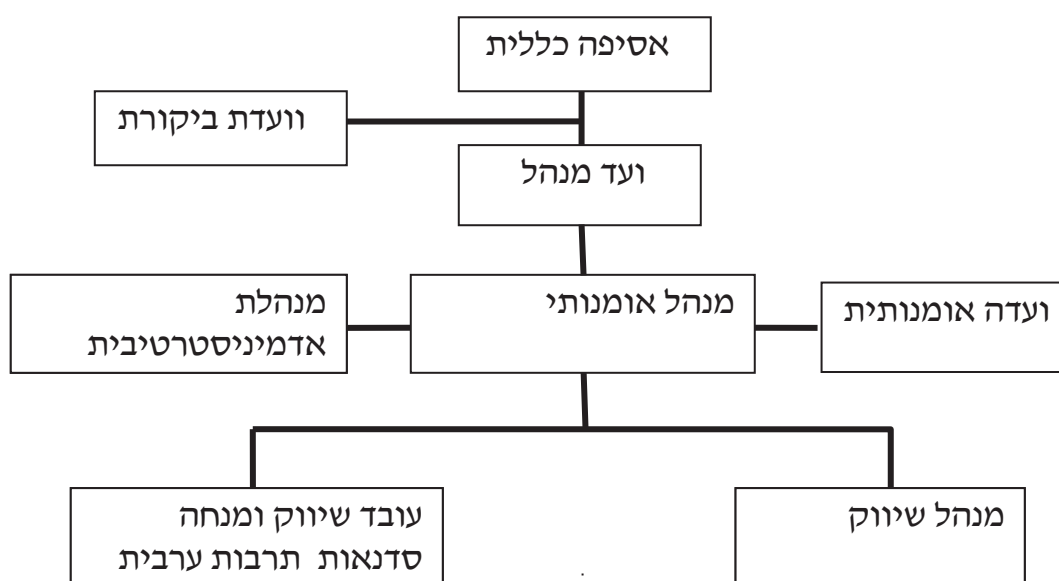 אסיפה כללית
וועדת ביקורת
ועד מנהל
ועדה אומנותית
מנהל אומנותי
מנהלת
אדמיניסטרטיבית
מנהל שיווק
עובד שיווק ומנחה
סדנאות תרבות ערבית